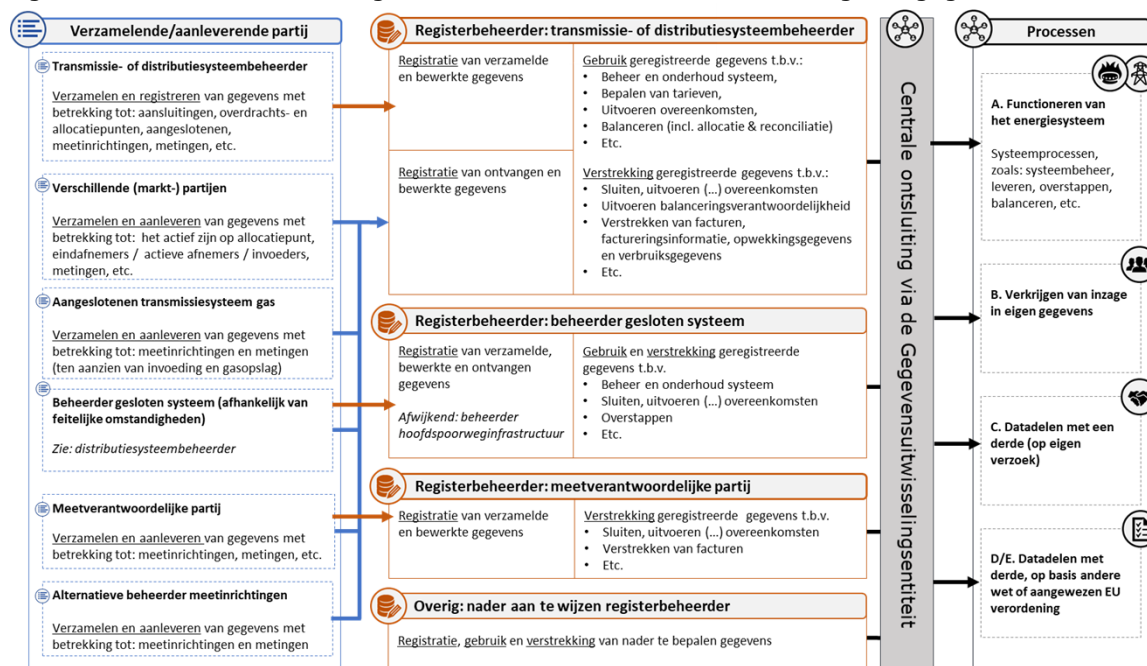 Verzamelende/aanleverende partij
Transmissie- of distributiesysteembeheerder
Verzamelen en registreren van gegevens met
betrekking tot: aansluitingen, overdrachts- en
allocatiepunten, aangeslotenen,
meetinrichtingen, metingen, etc.
Verschillende (markt-) partijen
Verzamelen en aanleveren van gegevens met
betrekking tot: het actief zijn op allocatiepunt,
eindafnemers / actieve afnemers / invoeders,
metingen, etc.
Aangeslotenen transmissiesysteem gas
Verzamelen en aanleveren van gegevens met
betrekking tot: meetinrichtingen en metingen
(ten aanzien van invoeding en gasopslag)
Beheerder gesloten systeem (afhankelijk van
feitelijke omstandigheden)
Zie: distributiesysteembeheerder
Meetverantwoordelijke partij
Verzamelen en aanleveren van gegevens met
betrekking tot: meetinrichtingen, metingen, etc.
Alternatieve beheerder meetinrichtingen
Verzamelen en aanleveren van gegevens met
betrekking tot: meetinrichtingen en metingen
Registerbeheerder: transmissie- of distributiesysteembeheerder
Registratie van verzamelde
en bewerkte gegevens
Gebruik geregistreerde gegevens t.b.v.:
• Beheer en onderhoud systeem,
• Bepalen van tarieven,
• Uitvoeren overeenkomsten,
• Balanceren (incl. allocatie & reconciliatie)
• Etc.
Registratie van ontvangen en
bewerkte gegevens
Verstrekking geregistreerde gegevens t.b.v.:
• Sluiten, uitvoeren (…) overeenkomsten
• Uitvoeren balanceringsverantwoordelijkheid
• Verstrekken van facturen,
factureringsinformatie, opwekkingsgegevens
en verbruiksgegevens
• Etc.
Registerbeheerder: beheerder gesloten systeem
Registratie van verzamelde,
bewerkte en ontvangen
gegevens
Afwijkend: beheerder
hoofdspoorweginfrastructuur
Gebruik en verstrekking geregistreerde
gegevens t.b.v.
• Beheer en onderhoud systeem
• Sluiten, uitvoeren (…) overeenkomsten
• Overstappen
• Etc.
Registerbeheerder: meetverantwoordelijke partij
Registratie van verzamelde
en bewerkte gegevens
Verstrekking geregistreerde gegevens t.b.v.
• Sluiten, uitvoeren (…) overeenkomsten
• Verstrekken van facturen
• Etc.
Overig: nader aan te wijzen registerbeheerder
Registratie, gebruik en verstrekking van nader te bepalen gegevens
Centrale ontsluiting via de Gegevensuitwisselingsentiteit
Processen
A. Functioneren van
het energiesysteem
Systeemprocessen,
zoals: systeembeheer,
leveren, overstappen,
balanceren, etc.
B. Verkrijgen van inzage
in eigen gegevens
C. Datadelen met een
derde (op eigen
verzoek)
D/E. Datadelen met
derde, op basis andere
wet of aangewezen EU
verordening